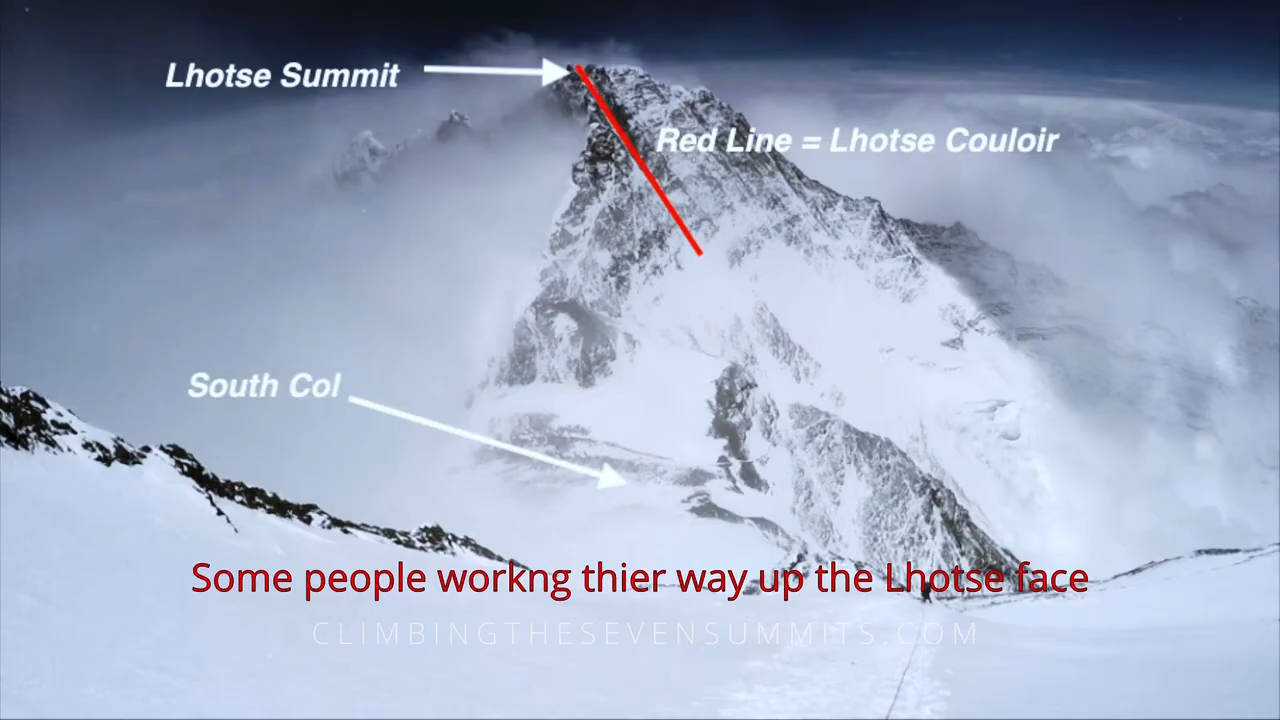 Lhotse Summit
Red Line = Lhotse Couloir
South Col
Some people workng thier way up the Lhotse face
CLIMBINGTHESEVENSUMMITS.COM